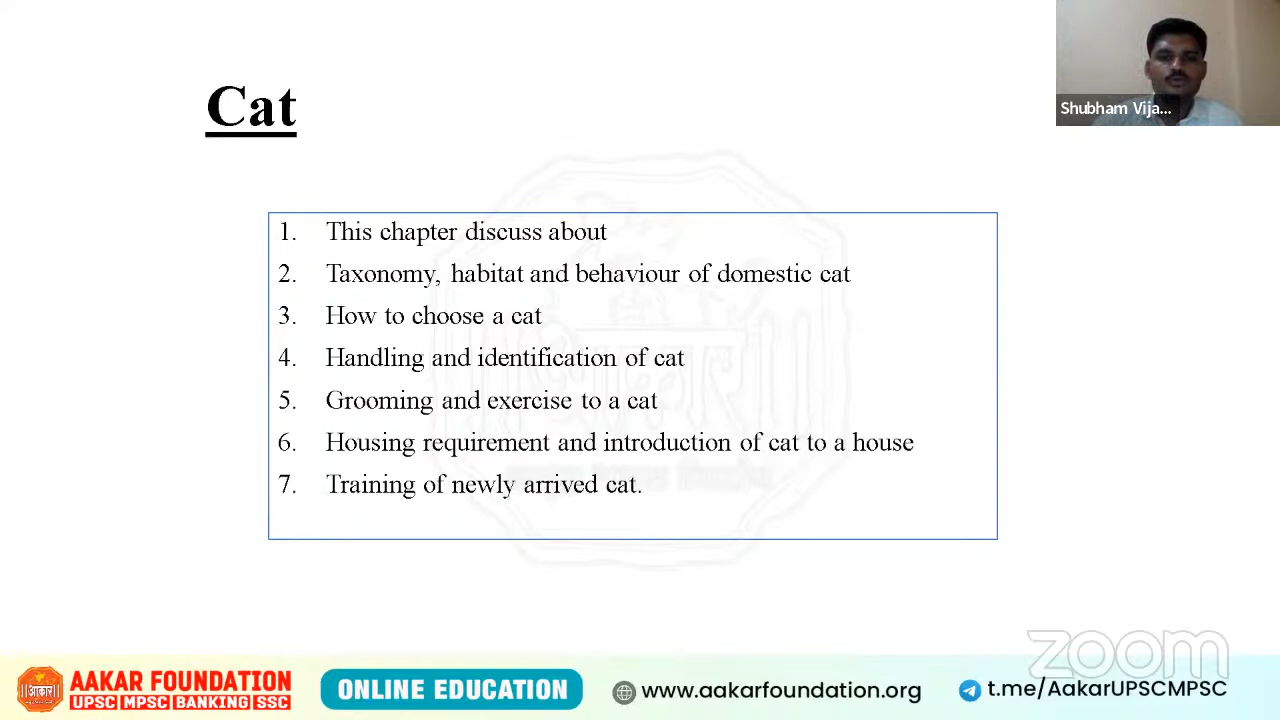 Cat
Shubham Vija...
1. This chapter discuss about
2. Taxonomy, habitat and behaviour of domestic cat
3. How to choose a cat
4. Handling and identification of cat
5. Grooming and exercise to a cat
6. Housing requirement and introduction of cat to a house
7. Training of newly arrived cat.
आकार
zoom
आकार
AAKAR FOUNDATION
UPSC MPSC BANKING SSC
ONLINE EDUCATION
www.aakarfoundation.org
t.me/AakarUPSCMPSC